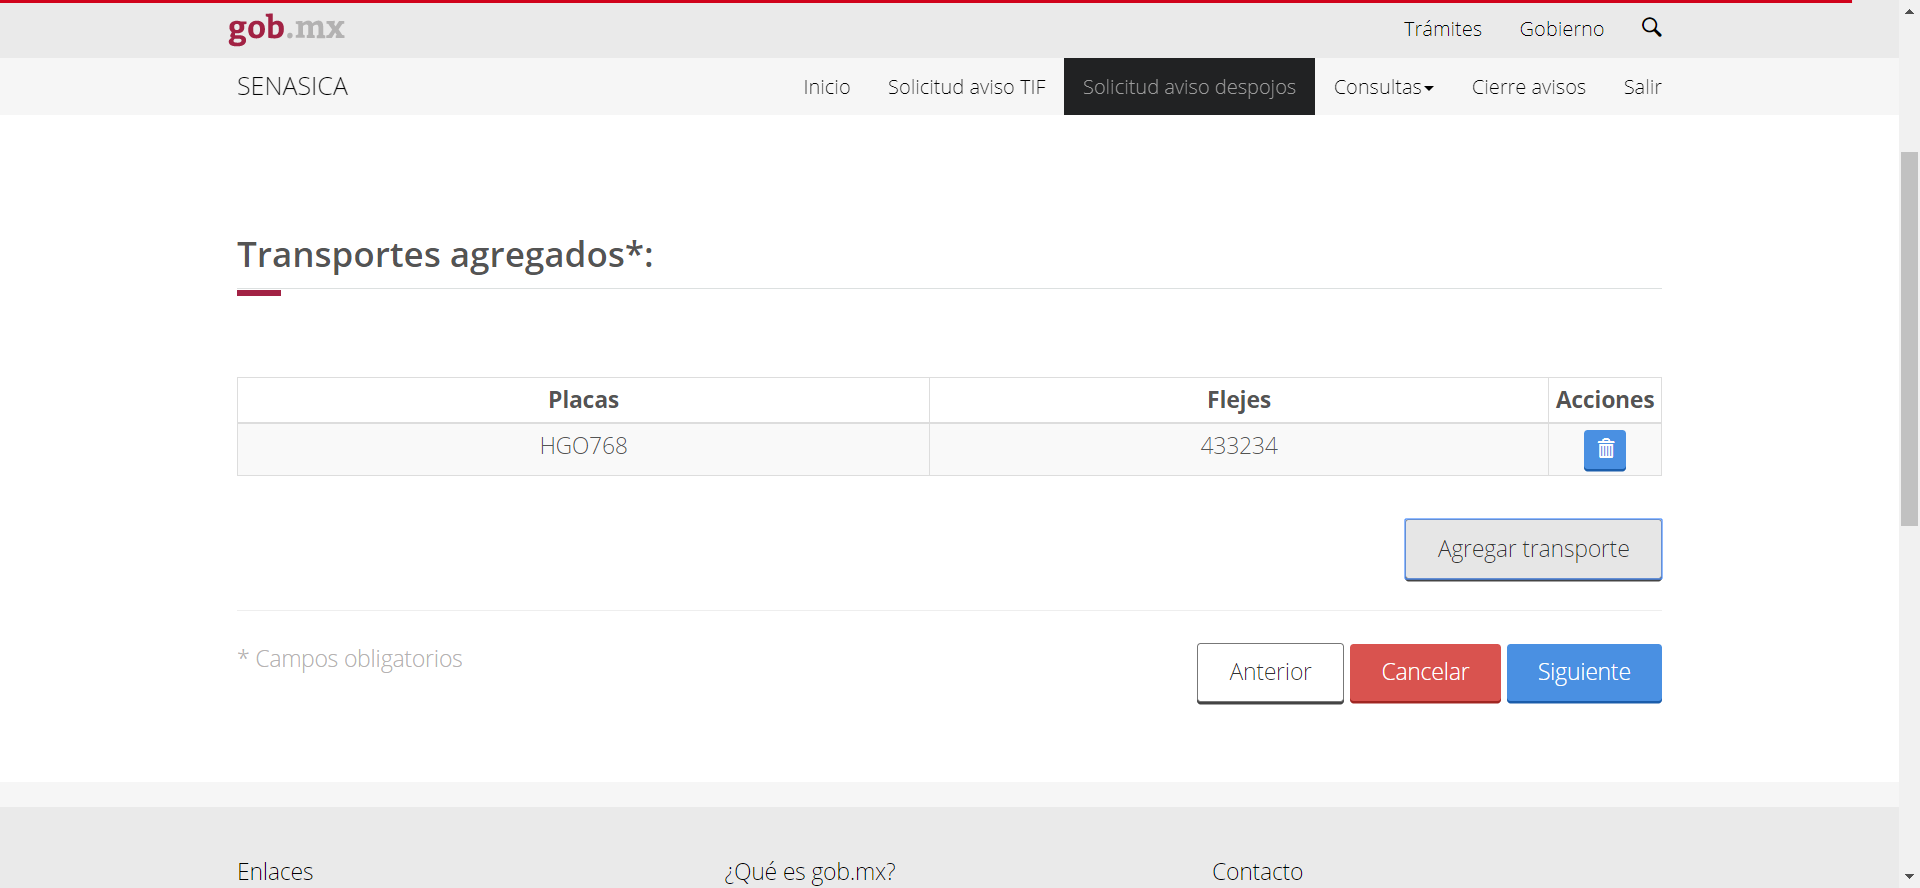 gob.mx
Trámites
Gobierno
SENASICA
Inicio
Solicitud aviso TIF
Solicitud aviso despojos
Consultas
Cierre avisos
Salir
Transportes agregados*:
Placas
Flejes
Acciones
HGO768
433234
Agregar transporte
* Campos obligatorios
Anterior
Cancelar
Siguiente
Enlaces
¿Qué es gob.mx?
Contacto